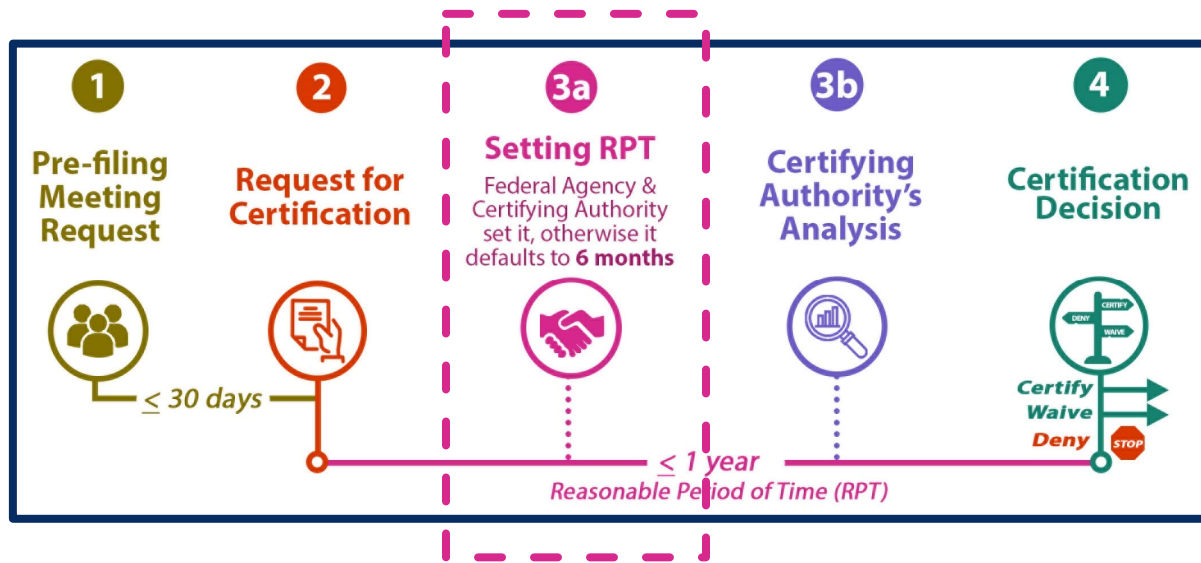 1
Pre-filing
Meeting
Request
≤ 30 days
2
Request for
Certification
3a
Setting RPT
Federal Agency &
Certifying Authority
set it, otherwise it
defaults to 6 months
3b
Certifying
Authority's
Analysis
4
Certification
Decision
CERTIFY
DENY
WAIVE
Certify
Waive
Deny
STOP
≤ 1 year
Reasonable Period of Time (RPT)